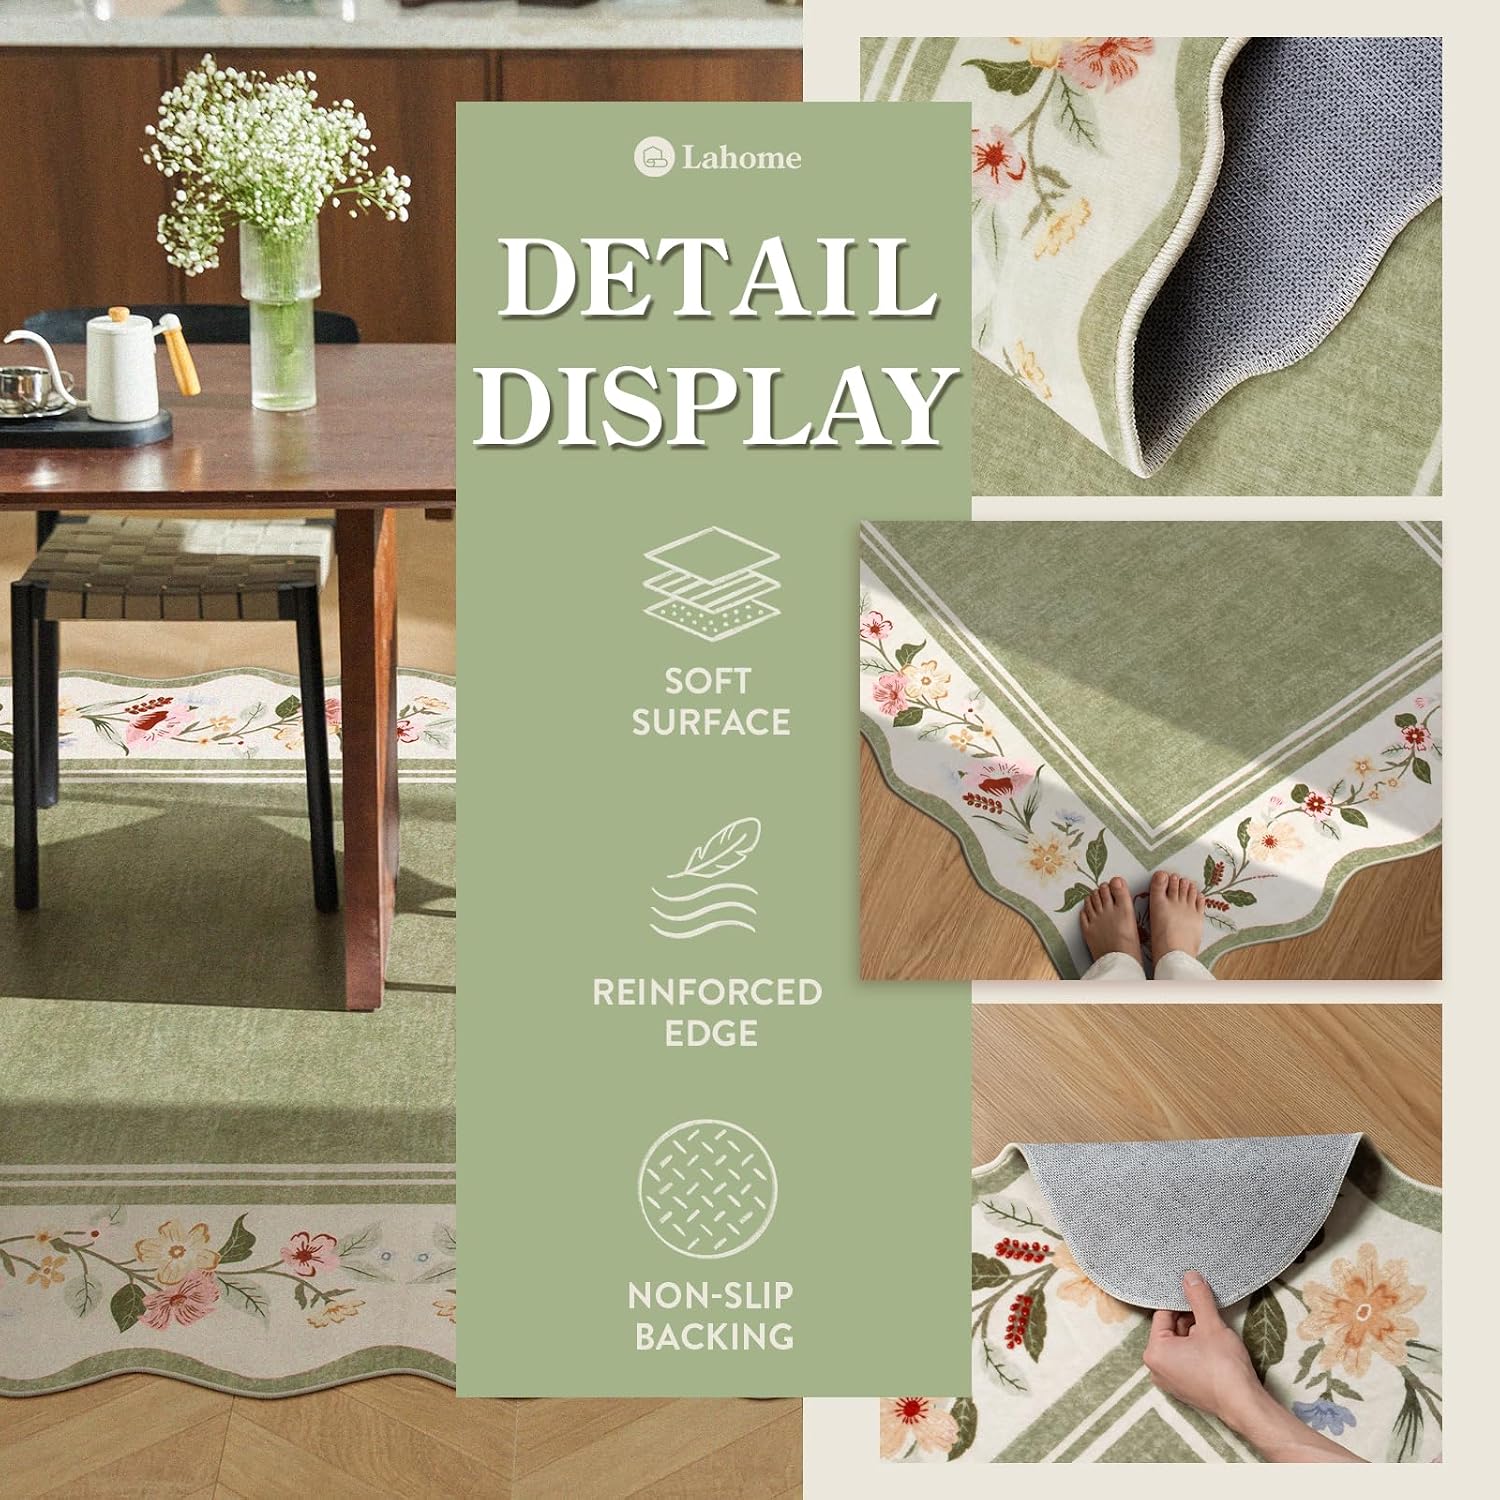 Lahome
DETAIL
DISPLAY
SOFT
SURFACE
REINFORCED
EDGE
NON-SLIP
BACKING